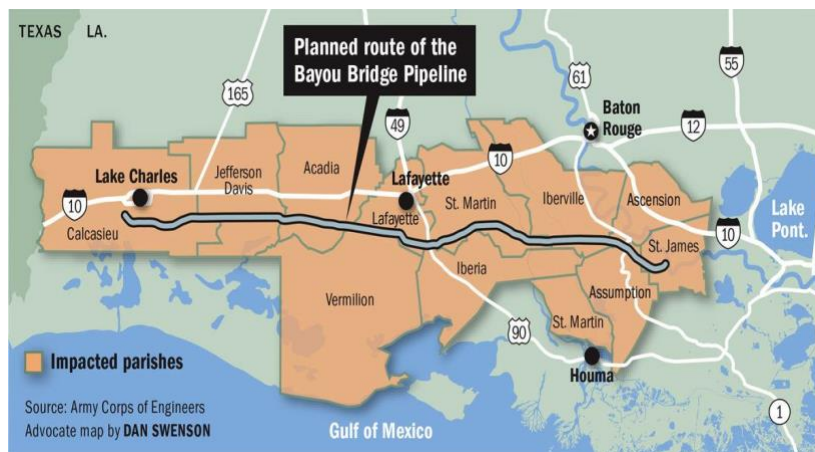 TEXAS LA.
Planned route of the
Bayou Bridge Pipeline
55
61
165
Baton
Rouge
49
12
10
Acadia
Jefferson
Davis
Lake Charles
Lafayette
10
St. Martin
Iberville
Ascension
Lake
Pont.
Lafayette
Calcasieu
St. James
10
Iberia
Assumption
Vermilion
St. Martin
90
Impacted parishes
Houma
Source: Army Corps of Engineers
Advocate map by DAN SWENSON
Gulf of Mexico
1